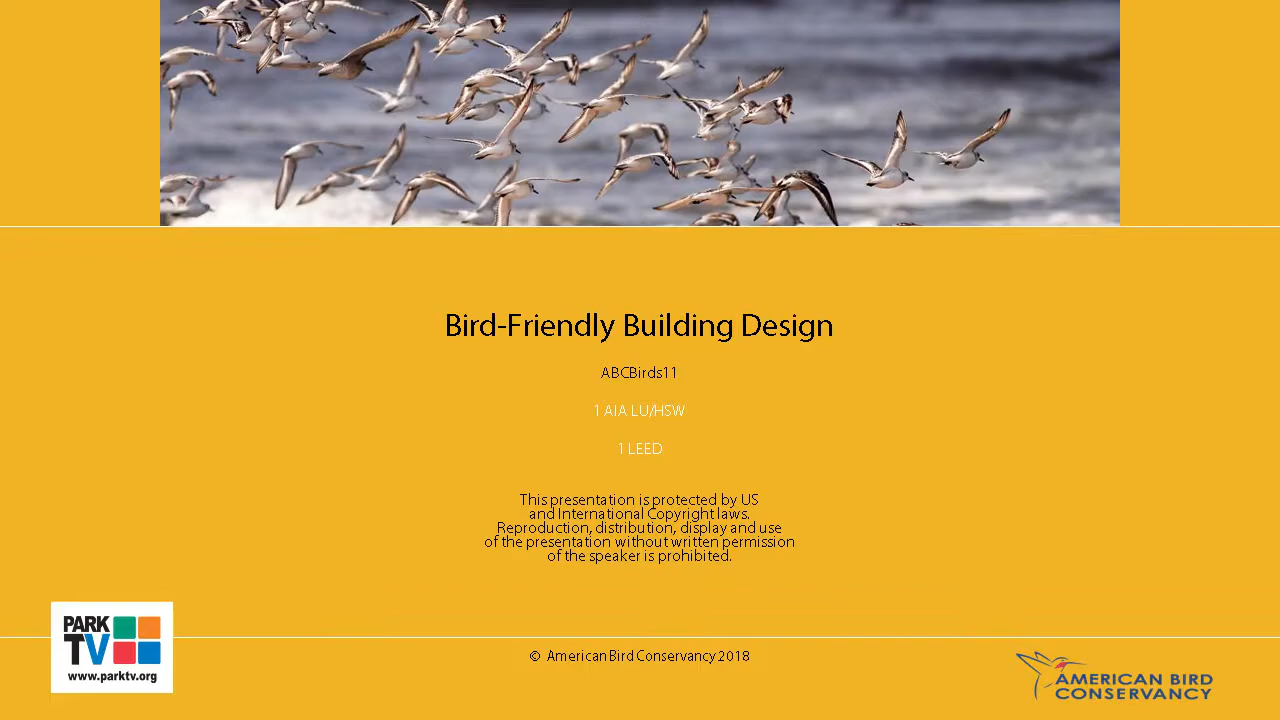 Bird-Friendly Building Design
ABCBirds11
1 AIA LU/HSW
1 LEED
This presentation is protected by US
and International Copyright laws.
Reproduction, distribution, display and use
of the presentation without written permission
of the speaker is prohibited.
PARK
TV
www.parktv.org
© American Bird Conservancy 2018
AMERICAN BIRD
CONSERVANCY